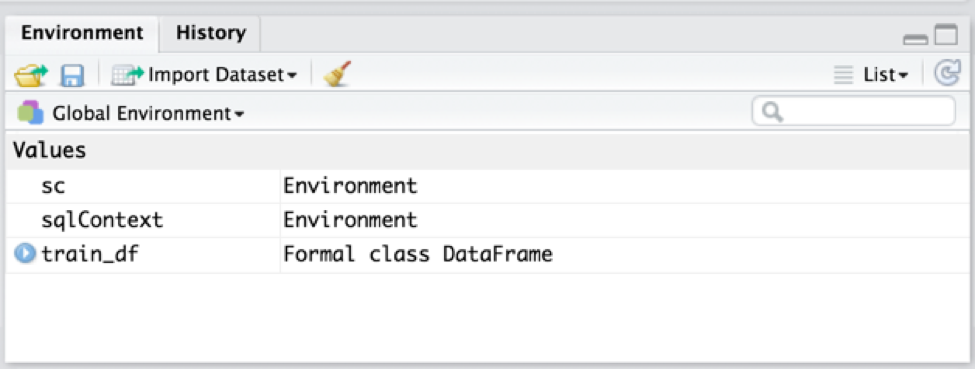 Environment History
Import Dataset List
Global Environment
Values
sc Environment
sqlContext Environment
train_df Formal class DataFrame